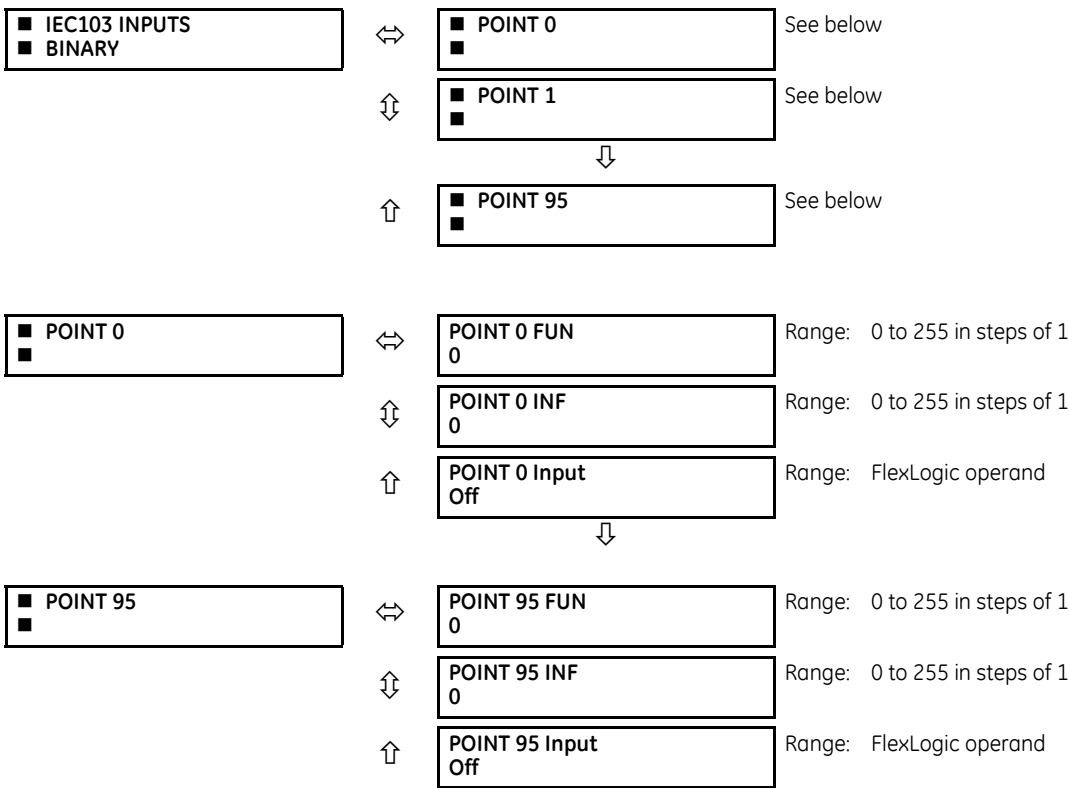 ■ IEC103 INPUTS
■ BINARY
■ POINT 0
■
See below
■ POINT 1
■
See below
■ POINT 95
■
See below
■ POINT 0
■
POINT 0 FUN
0
Range: 0 to 255 in steps of 1
POINT 0 INF
0
Range: 0 to 255 in steps of 1
POINT 0 Input
Off
Range: FlexLogic operand
■ POINT 95
■
POINT 95 FUN
0
Range: 0 to 255 in steps of 1
POINT 95 INF
0
Range: 0 to 255 in steps of 1
POINT 95 Input
Off
Range: FlexLogic operand